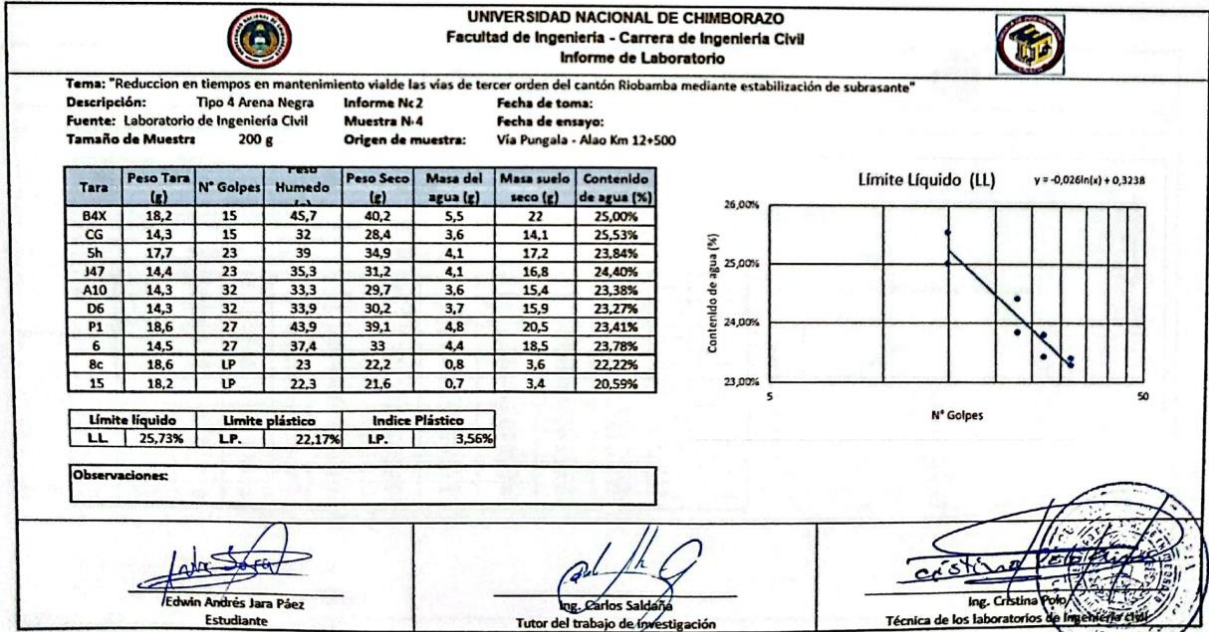 UNIVERSIDAD NACIONAL DE CHIMBORAZO
Facultad de Ingeniería - Carrera de Ingeniería Civil
Informe de Laboratorio
Tema: "Reduccion en tiempos en mantenimiento vialde las vías de tercer orden del cantón Riobamba mediante estabilización de subrasante"
Descripción: Tipo 4 Arena Negra Informe Nc 2 Fecha de toma:
Fuente: Laboratorio de Ingeniería Civil Muestra N· 4 Fecha de ensayo:
Tamaño de Muestra 200 g Origen de muestra: Vía Pungala - Alao Km 12+500
Tara Peso Tara (g) N° Golpes Peso Humedo Peso Seco (g) Masa del agua (g) Masa suelo seco (g) Contenido de agua (%)
B4X 18,2 15 45,7 40,2 5,5 22 25,00%
CG 14,3 15 32 28,4 3,6 14,1 25,53%
5h 17,7 23 39 34,9 4,1 17,2 23,84%
J47 14,4 23 35,3 31,2 4,1 16,8 24,40%
A10 14,3 32 33,3 29,7 3,6 15,4 23,38%
D6 14,3 32 33,9 30,2 3,7 15,9 23,27%
P1 18,6 27 43,9 39,1 4,8 20,5 23,41%
6 14,5 27 37,4 33 4,4 18,5 23,78%
8c 18,6 LP 23 22,2 0,8 3,6 22,22%
15 18,2 LP 22,3 21,6 0,7 3,4 20,59%
Límite líquido Limite plástico Indice Plástico
L.L. 25,73% L.P. 22,17% I.P. 3,56%
Observaciones:
Límite Líquido (LL) y = -0,026ln(x) + 0,3238
26,00%
25,00%
24,00%
23,00%
Contenido de agua (%)
5 50
N° Golpes
Edwin Andrés Jara Páez
Estudiante
Ing. Carlos Saldaña
Tutor del trabajo de investigación
Ing. Cristina Polo
Técnica de los laboratorios de Ingeniería civil